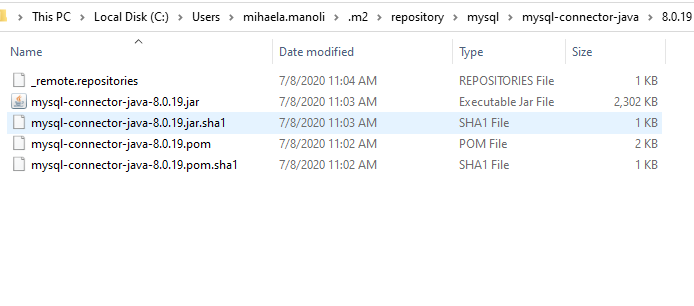 This PC > Local Disk (C:) > Users > mihaela.manoli > .m2 > repository > mysql > mysql-connector-java > 8.0.19
Name Date modified Type Size
_remote.repositories 7/8/2020 11:04 AM REPOSITORIES File 1 KB
mysql-connector-java-8.0.19.jar 7/8/2020 11:03 AM Executable Jar File 2,302 KB
mysql-connector-java-8.0.19.jar.sha1 7/8/2020 11:03 AM SHA1 File 1 KB
mysql-connector-java-8.0.19.pom 7/8/2020 11:02 AM POM File 2 KB
mysql-connector-java-8.0.19.pom.sha1 7/8/2020 11:02 AM SHA1 File 1 KB